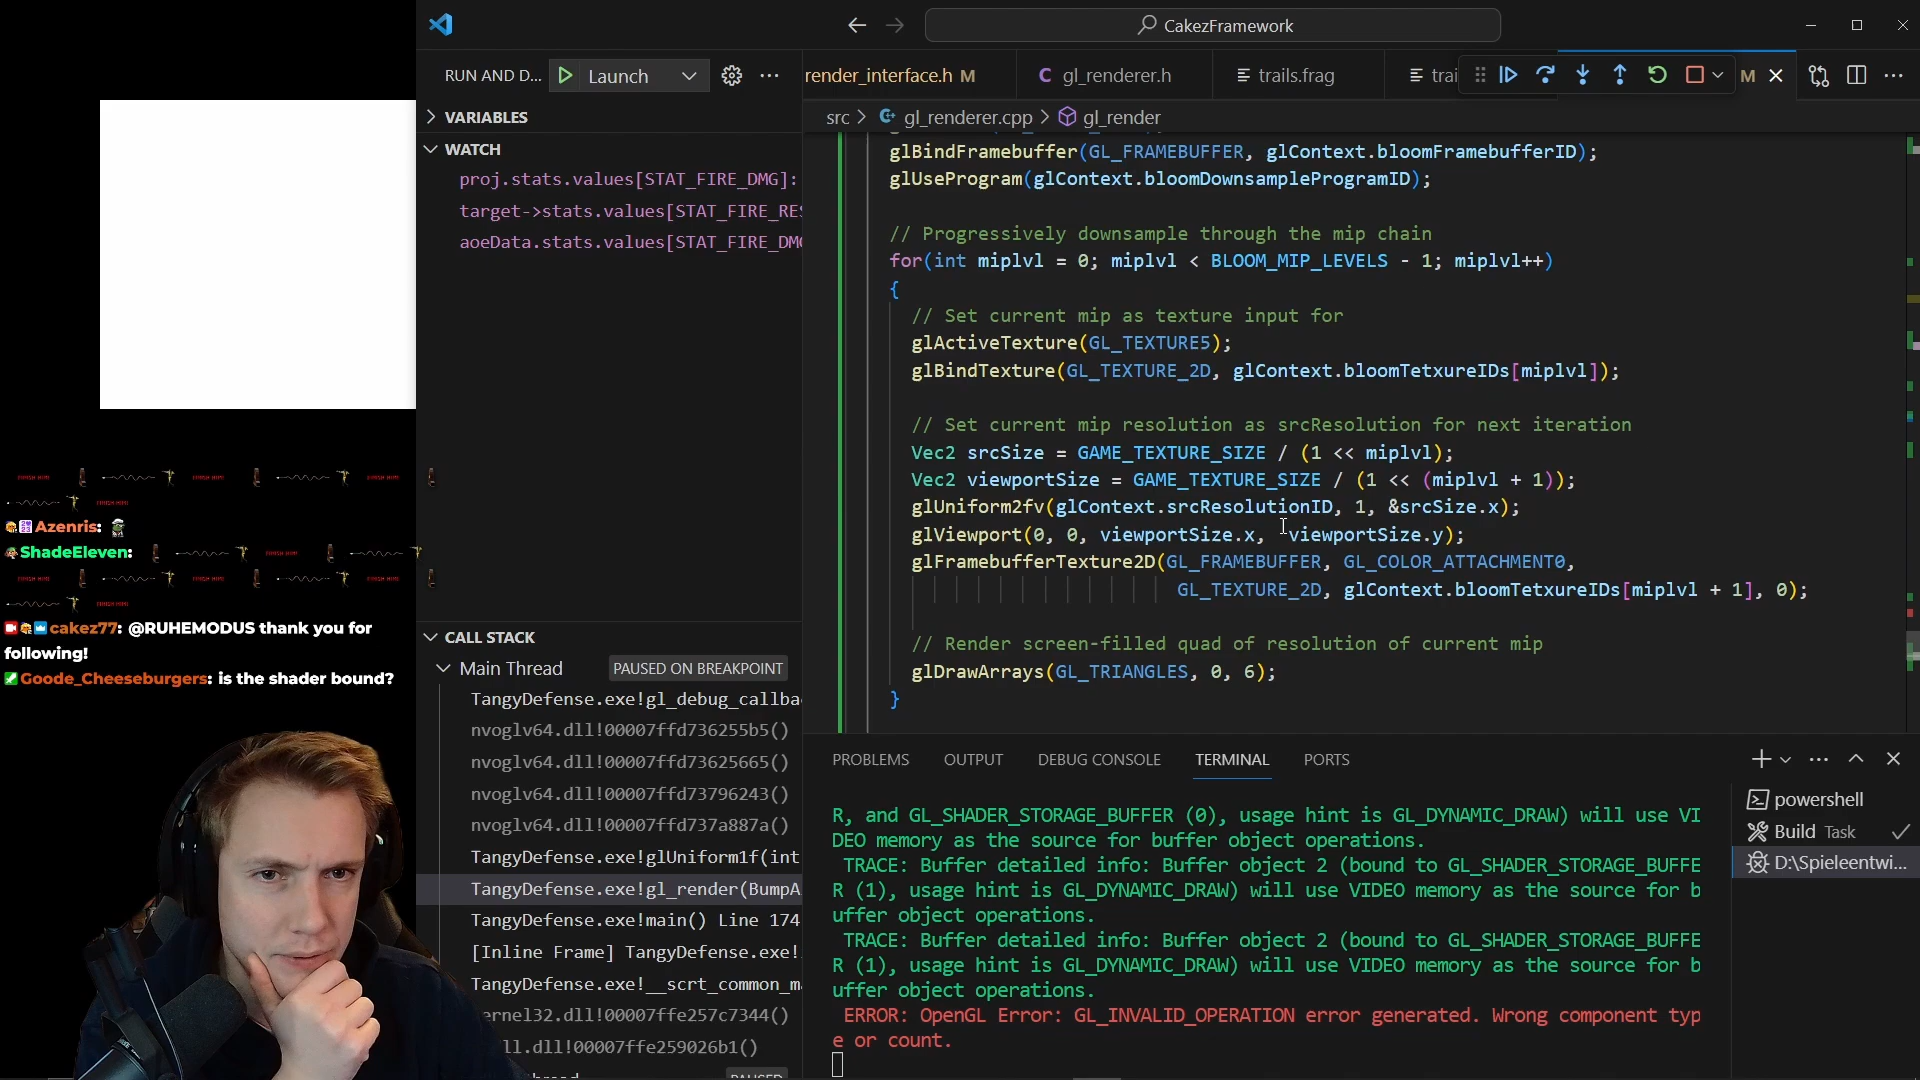 CakezFramework
RUN AND D...
Launch
render_interface.h M
gl_renderer.h
trails.frag
trai
M
src > gl_renderer.cpp > gl_render
VARIABLES
WATCH
proj.stats.values[STAT_FIRE_DMG]:
target->stats.values[STAT_FIRE_RES
aoeData.stats.values[STAT_FIRE_DMG
glBindFramebuffer(GL_FRAMEBUFFER, glContext.bloomFramebufferID);
glUseProgram(glContext.bloomDownsampleProgramID);
// Progressively downsample through the mip chain
for(int miplvl = 0; miplvl < BLOOM_MIP_LEVELS - 1; miplvl++)
{
// Set current mip as texture input for
glActiveTexture(GL_TEXTURE5);
glBindTexture(GL_TEXTURE_2D, glContext.bloomTetxureIDs[miplvl]);
// Set current mip resolution as srcResolution for next iteration
Vec2 srcSize = GAME_TEXTURE_SIZE / (1 << miplvl);
Vec2 viewportSize = GAME_TEXTURE_SIZE / (1 << (miplvl + 1));
glUniform2fv(glContext.srcResolutionID, 1, &srcSize.x);
glViewport(0, 0, viewportSize.x, viewportSize.y);
glFramebufferTexture2D(GL_FRAMEBUFFER, GL_COLOR_ATTACHMENT0,
GL_TEXTURE_2D, glContext.bloomTetxureIDs[miplvl + 1], 0);
// Render screen-filled quad of resolution of current mip
glDrawArrays(GL_TRIANGLES, 0, 6);
}
Azenris:
ShadeEleven:
cakez77: @RUHEMODUS thank you for
following!
Goode_Cheeseburgers: is the shader bound?
CALL STACK
Main Thread
PAUSED ON BREAKPOINT
TangyDefense.exe!gl_debug_callba
nvoglv64.dll!00007ffd736255b5()
nvoglv64.dll!00007ffd73625665()
nvoglv64.dll!00007ffd73796243()
nvoglv64.dll!00007ffd737a887a()
TangyDefense.exe!glUniform1f(int
TangyDefense.exe!gl_render(BumpA
TangyDefense.exe!main() Line 174
[Inline Frame] TangyDefense.exe!
TangyDefense.exe!__scrt_common_ma
ernel32.dll!00007ffe257c7344()
ll.dll!00007ffe259026b1()
PROBLEMS
OUTPUT
DEBUG CONSOLE
TERMINAL
PORTS
R, and GL_SHADER_STORAGE_BUFFER (0), usage hint is GL_DYNAMIC_DRAW) will use VI
DEO memory as the source for buffer object operations.
TRACE: Buffer detailed info: Buffer object 2 (bound to GL_SHADER_STORAGE_BUFFE
R (1), usage hint is GL_DYNAMIC_DRAW) will use VIDEO memory as the source for b
uffer object operations.
TRACE: Buffer detailed info: Buffer object 2 (bound to GL_SHADER_STORAGE_BUFFE
R (1), usage hint is GL_DYNAMIC_DRAW) will use VIDEO memory as the source for b
uffer object operations.
ERROR: OpenGL Error: GL_INVALID_OPERATION error generated. Wrong component typ
e or count.
powershell
Build Task
D:\Spieleentwi...